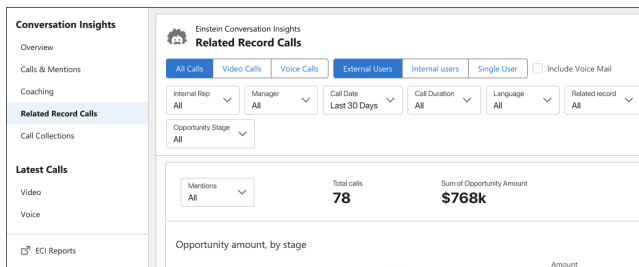 Conversation Insights
Overview
Calls & Mentions
Coaching
Related Record Calls
Call Collections
Latest Calls
Video
Voice
ECI Reports
Einstein Conversation Insights
Related Record Calls
All Calls Video Calls Voice Calls External Users Internal users Single User Include Voice Mail
Internal Rep Manager Call Date Call Duration Language Related record
All All Last 30 Days All All All
Opportunity Stage
All
Mentions Total calls Sum of Opportunity Amount
All 78 $768k
Opportunity amount, by stage
Amount